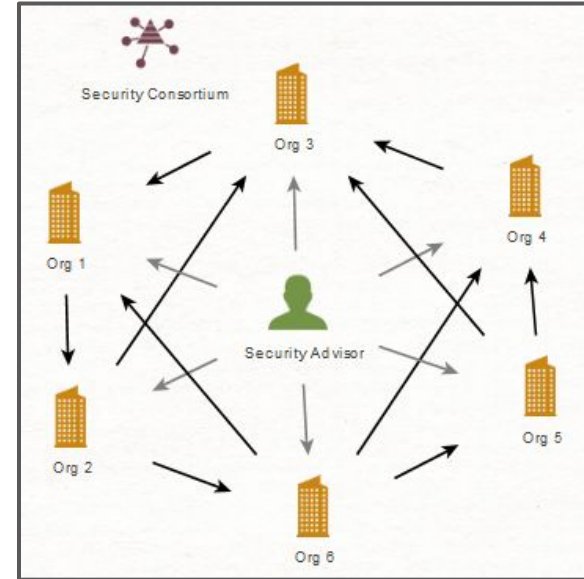 Security Consortium
Org 3
Org 4
Org 1
Security Advisor
Org 5
Org 2
Org 6